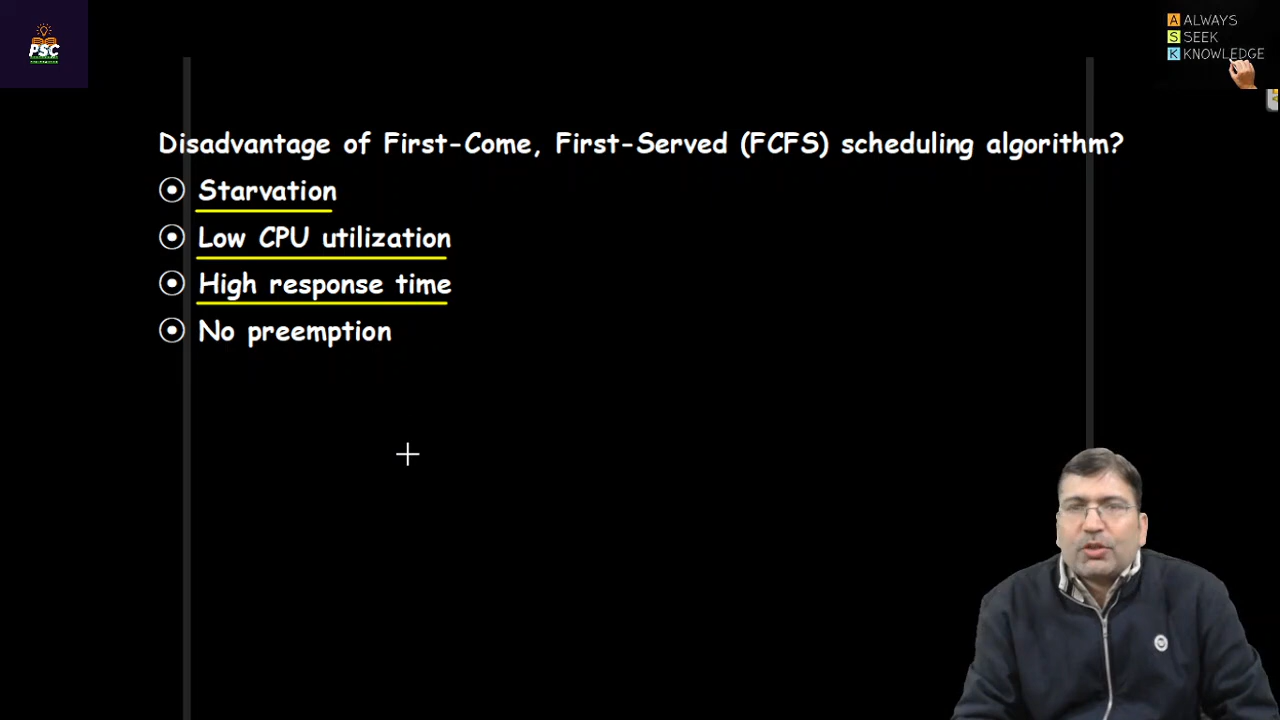 PSC
ALWAYS
SEEK
KNOWLEDGE
Disadvantage of First-Come, First-Served (FCFS) scheduling algorithm?
Starvation
Low CPU utilization
High response time
No preemption